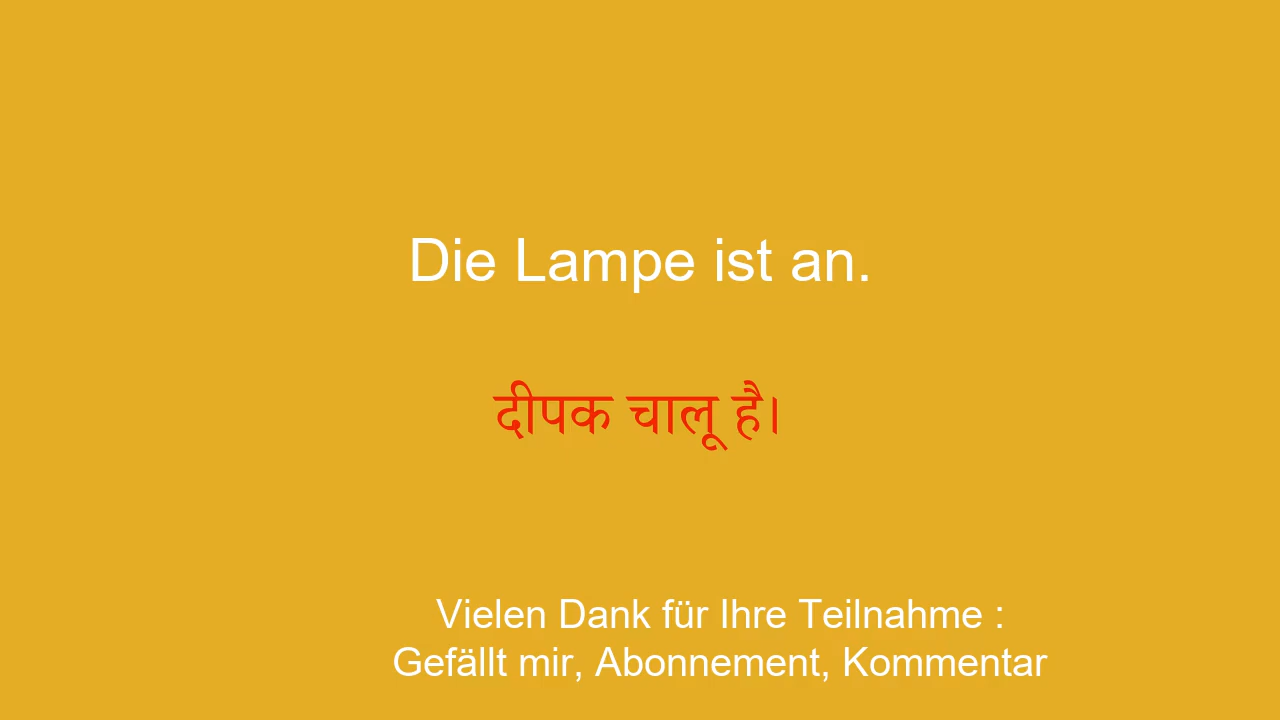 Die Lampe ist an.
दीपक चालू है।
Vielen Dank für Ihre Teilnahme :
Gefällt mir, Abonnement, Kommentar